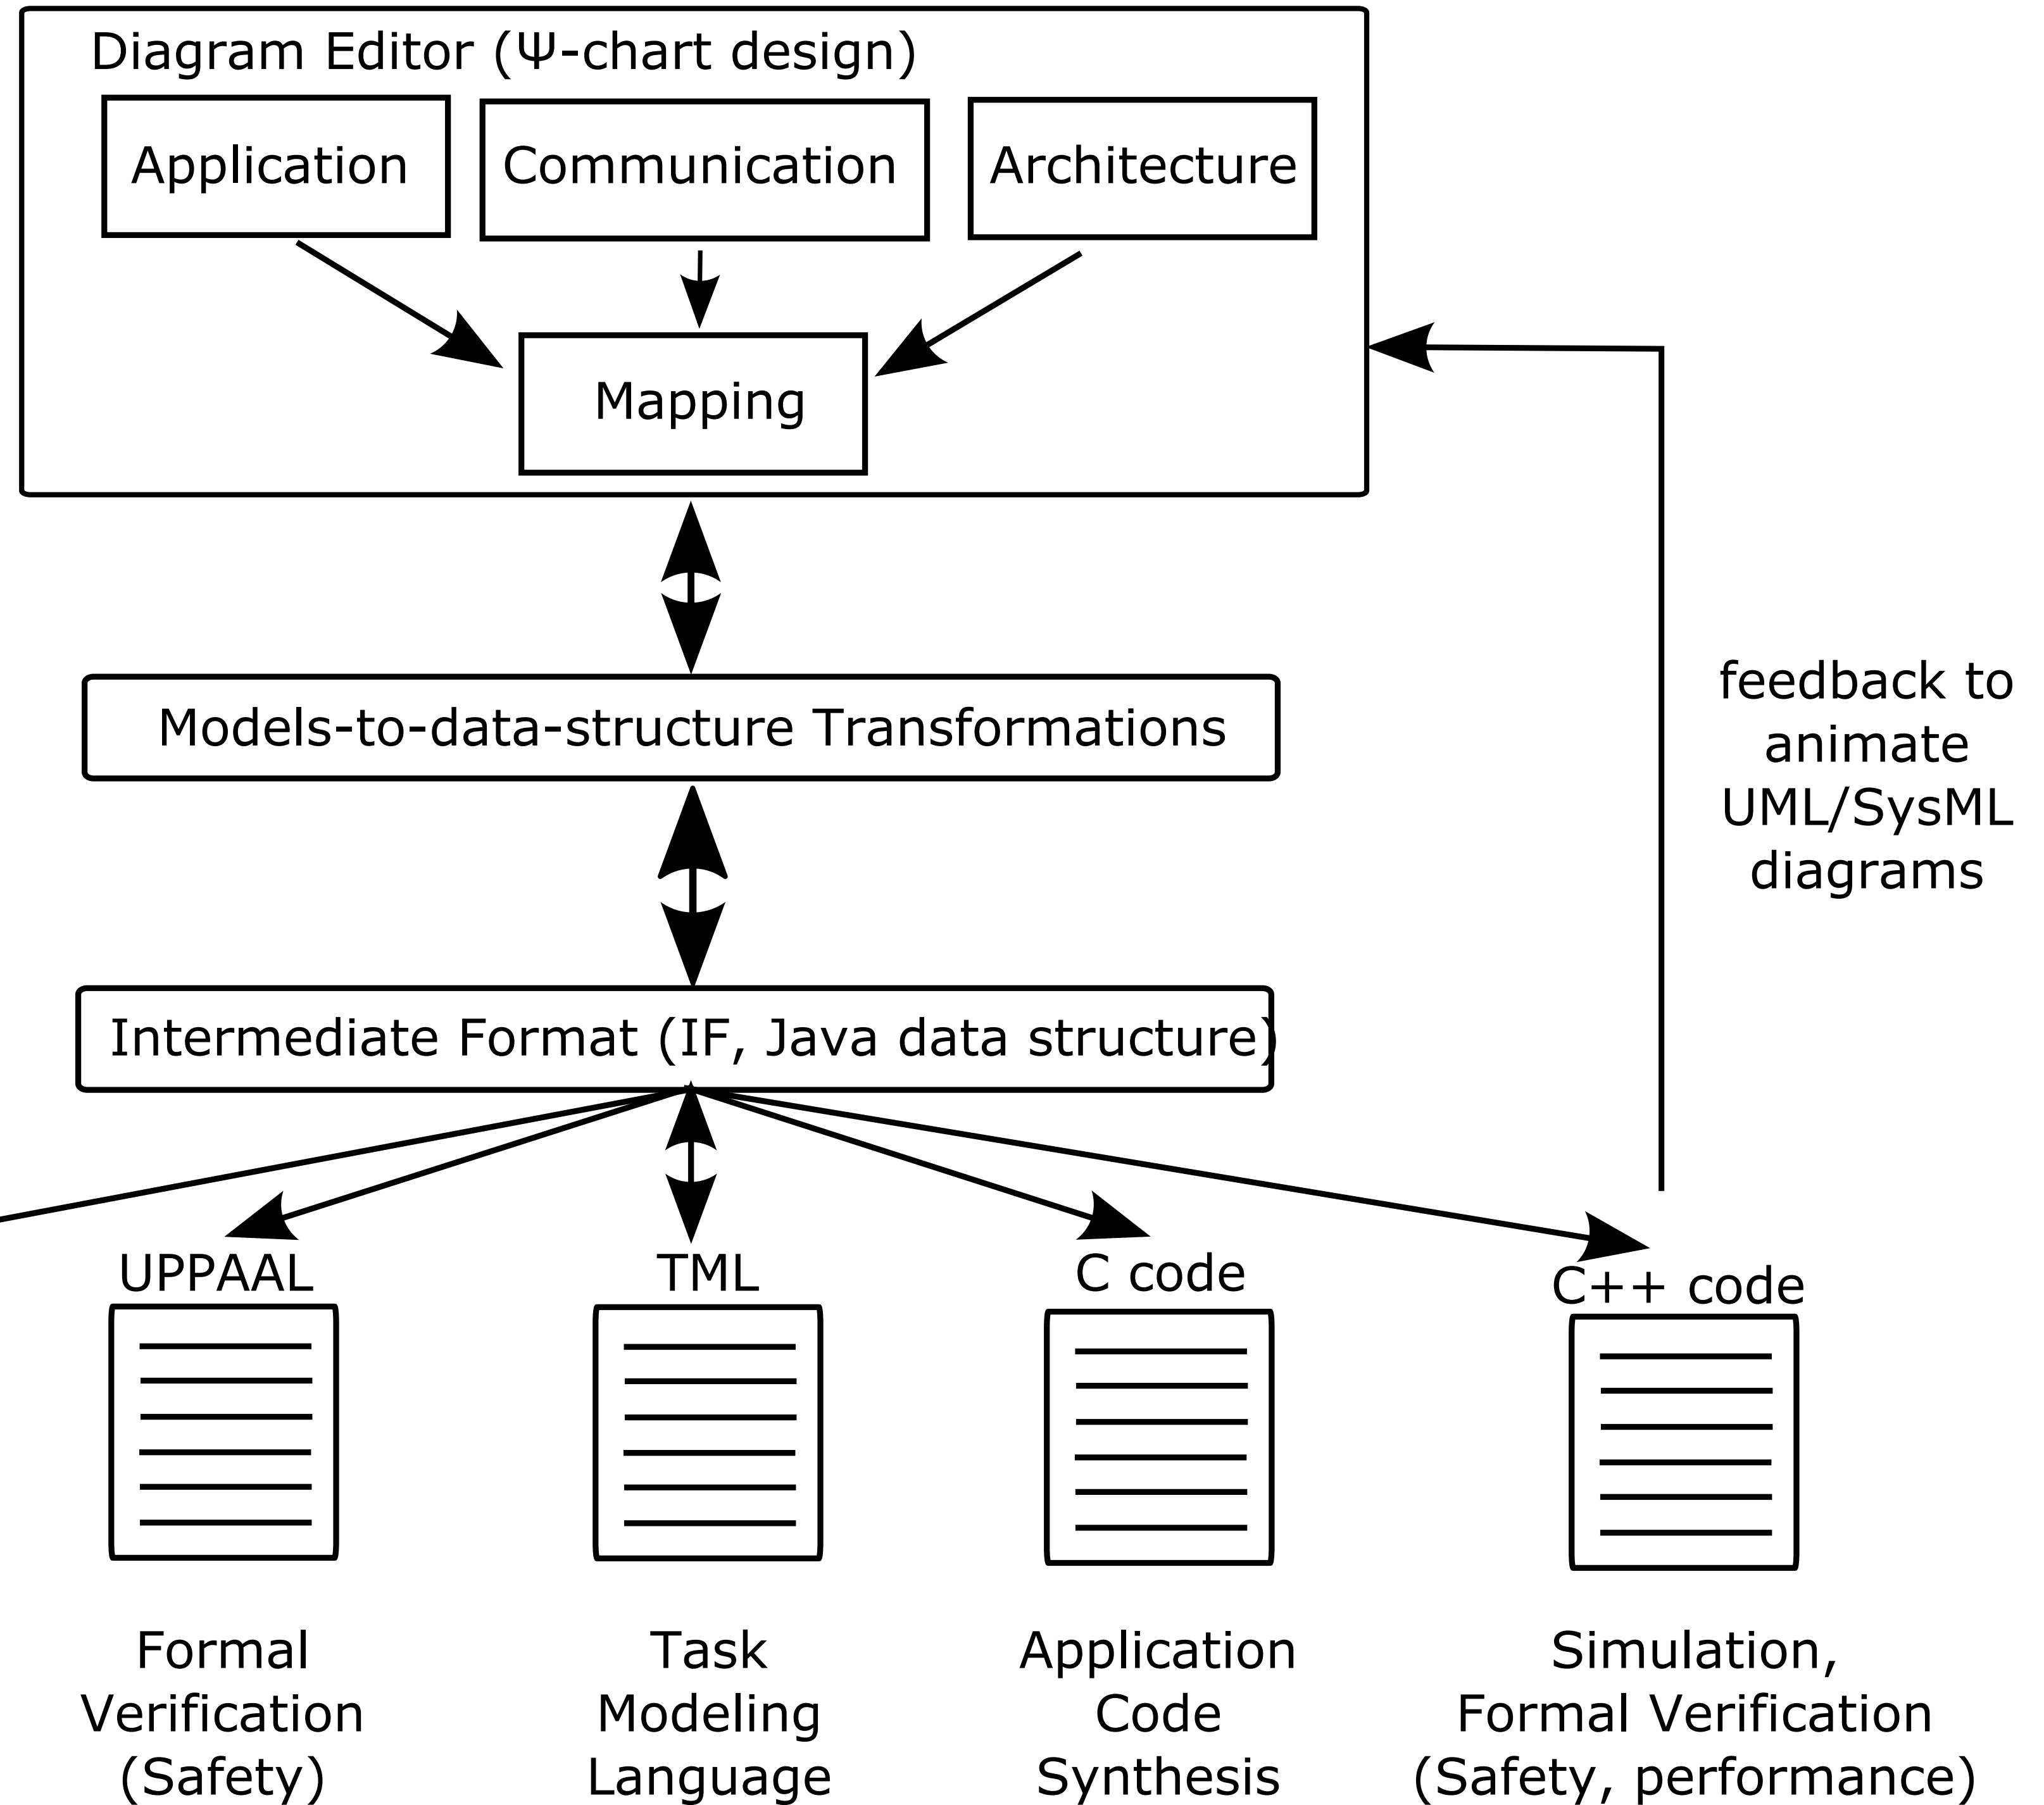 Diagram Editor (Ψ-chart design)
Application
Communication
Architecture
Mapping
Models-to-data-structure Transformations
feedback to
animate
UML/SysML
diagrams
Intermediate Format (IF, Java data structure)
UPPAAL
TML
C code
C++ code
Formal
Verification
(Safety)
Task
Modeling
Language
Application
Code
Synthesis
Simulation,
Formal Verification
(Safety, performance)